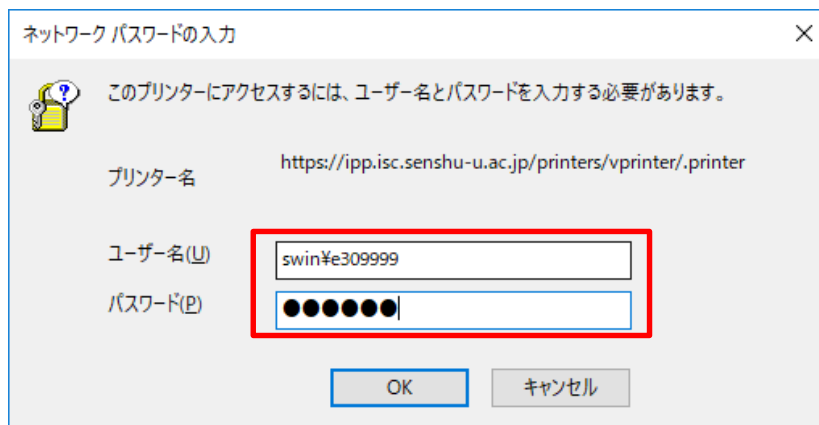 ネットワーク パスワードの入力
このプリンターにアクセスするには、ユーザー名とパスワードを入力する必要があります。
プリンター名 https://ipp.isc.senshu-u.ac.jp/printers/vprinter/.printer
ユーザー名(U) swin¥e309999
パスワード(P) ●●●●●●
OK キャンセル